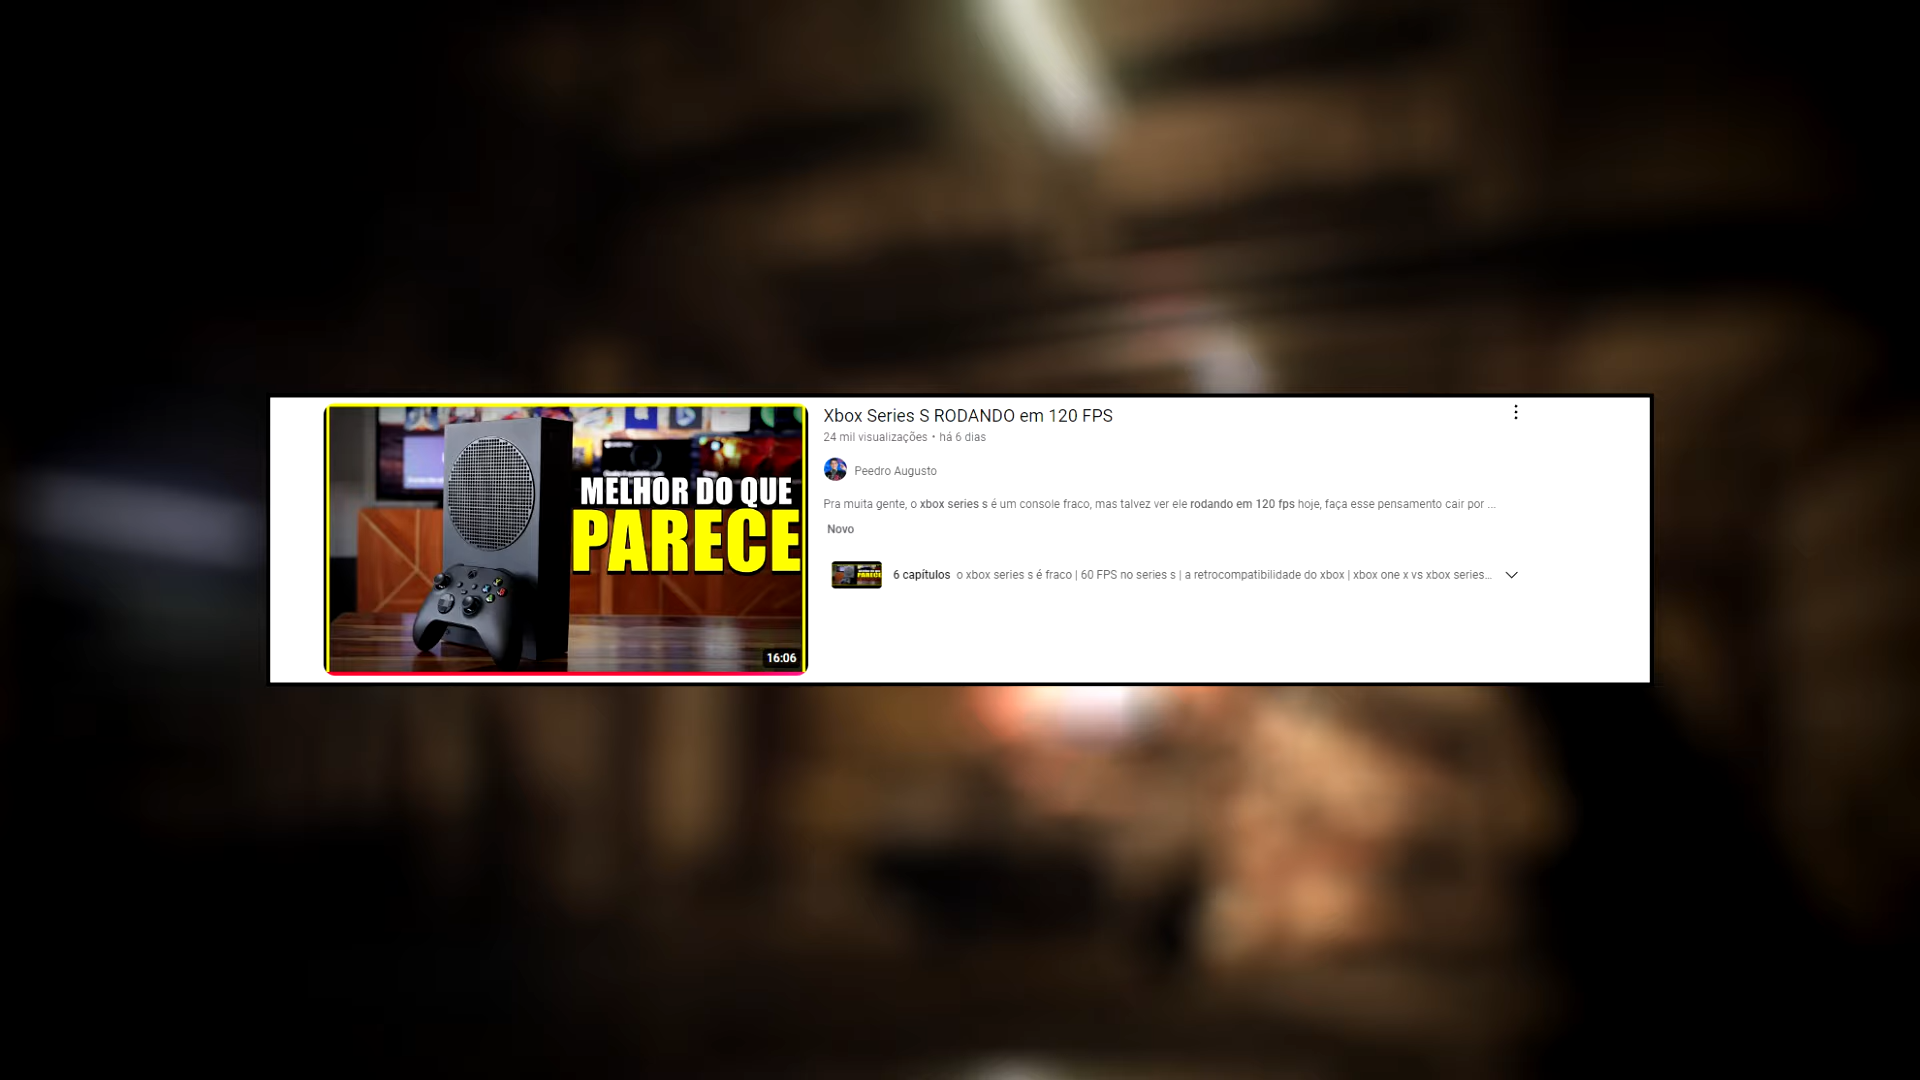 MELHOR DO QUE
PARECE
16:06
Xbox Series S RODANDO em 120 FPS
24 mil visualizações • há 6 dias
Peedro Augusto
Pra muita gente, o xbox series s é um console fraco, mas talvez ver ele rodando em 120 fps hoje, faça esse pensamento cair por ...
Novo
6 capítulos o xbox series s é fraco | 60 FPS no series s | a retrocompatibilidade do xbox | xbox one x vs xbox series...